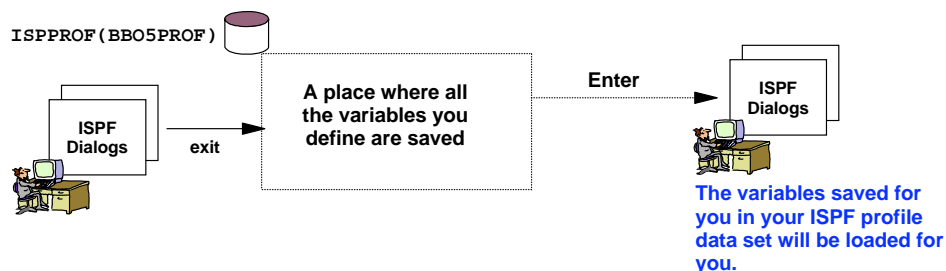 ISPPROF(BBO5PROF)
ISPF
Dialogs
exit
A place where all
the variables you
define are saved
Enter
ISPF
Dialogs
The variables saved for
you in your ISPF profile
data set will be loaded for
you.